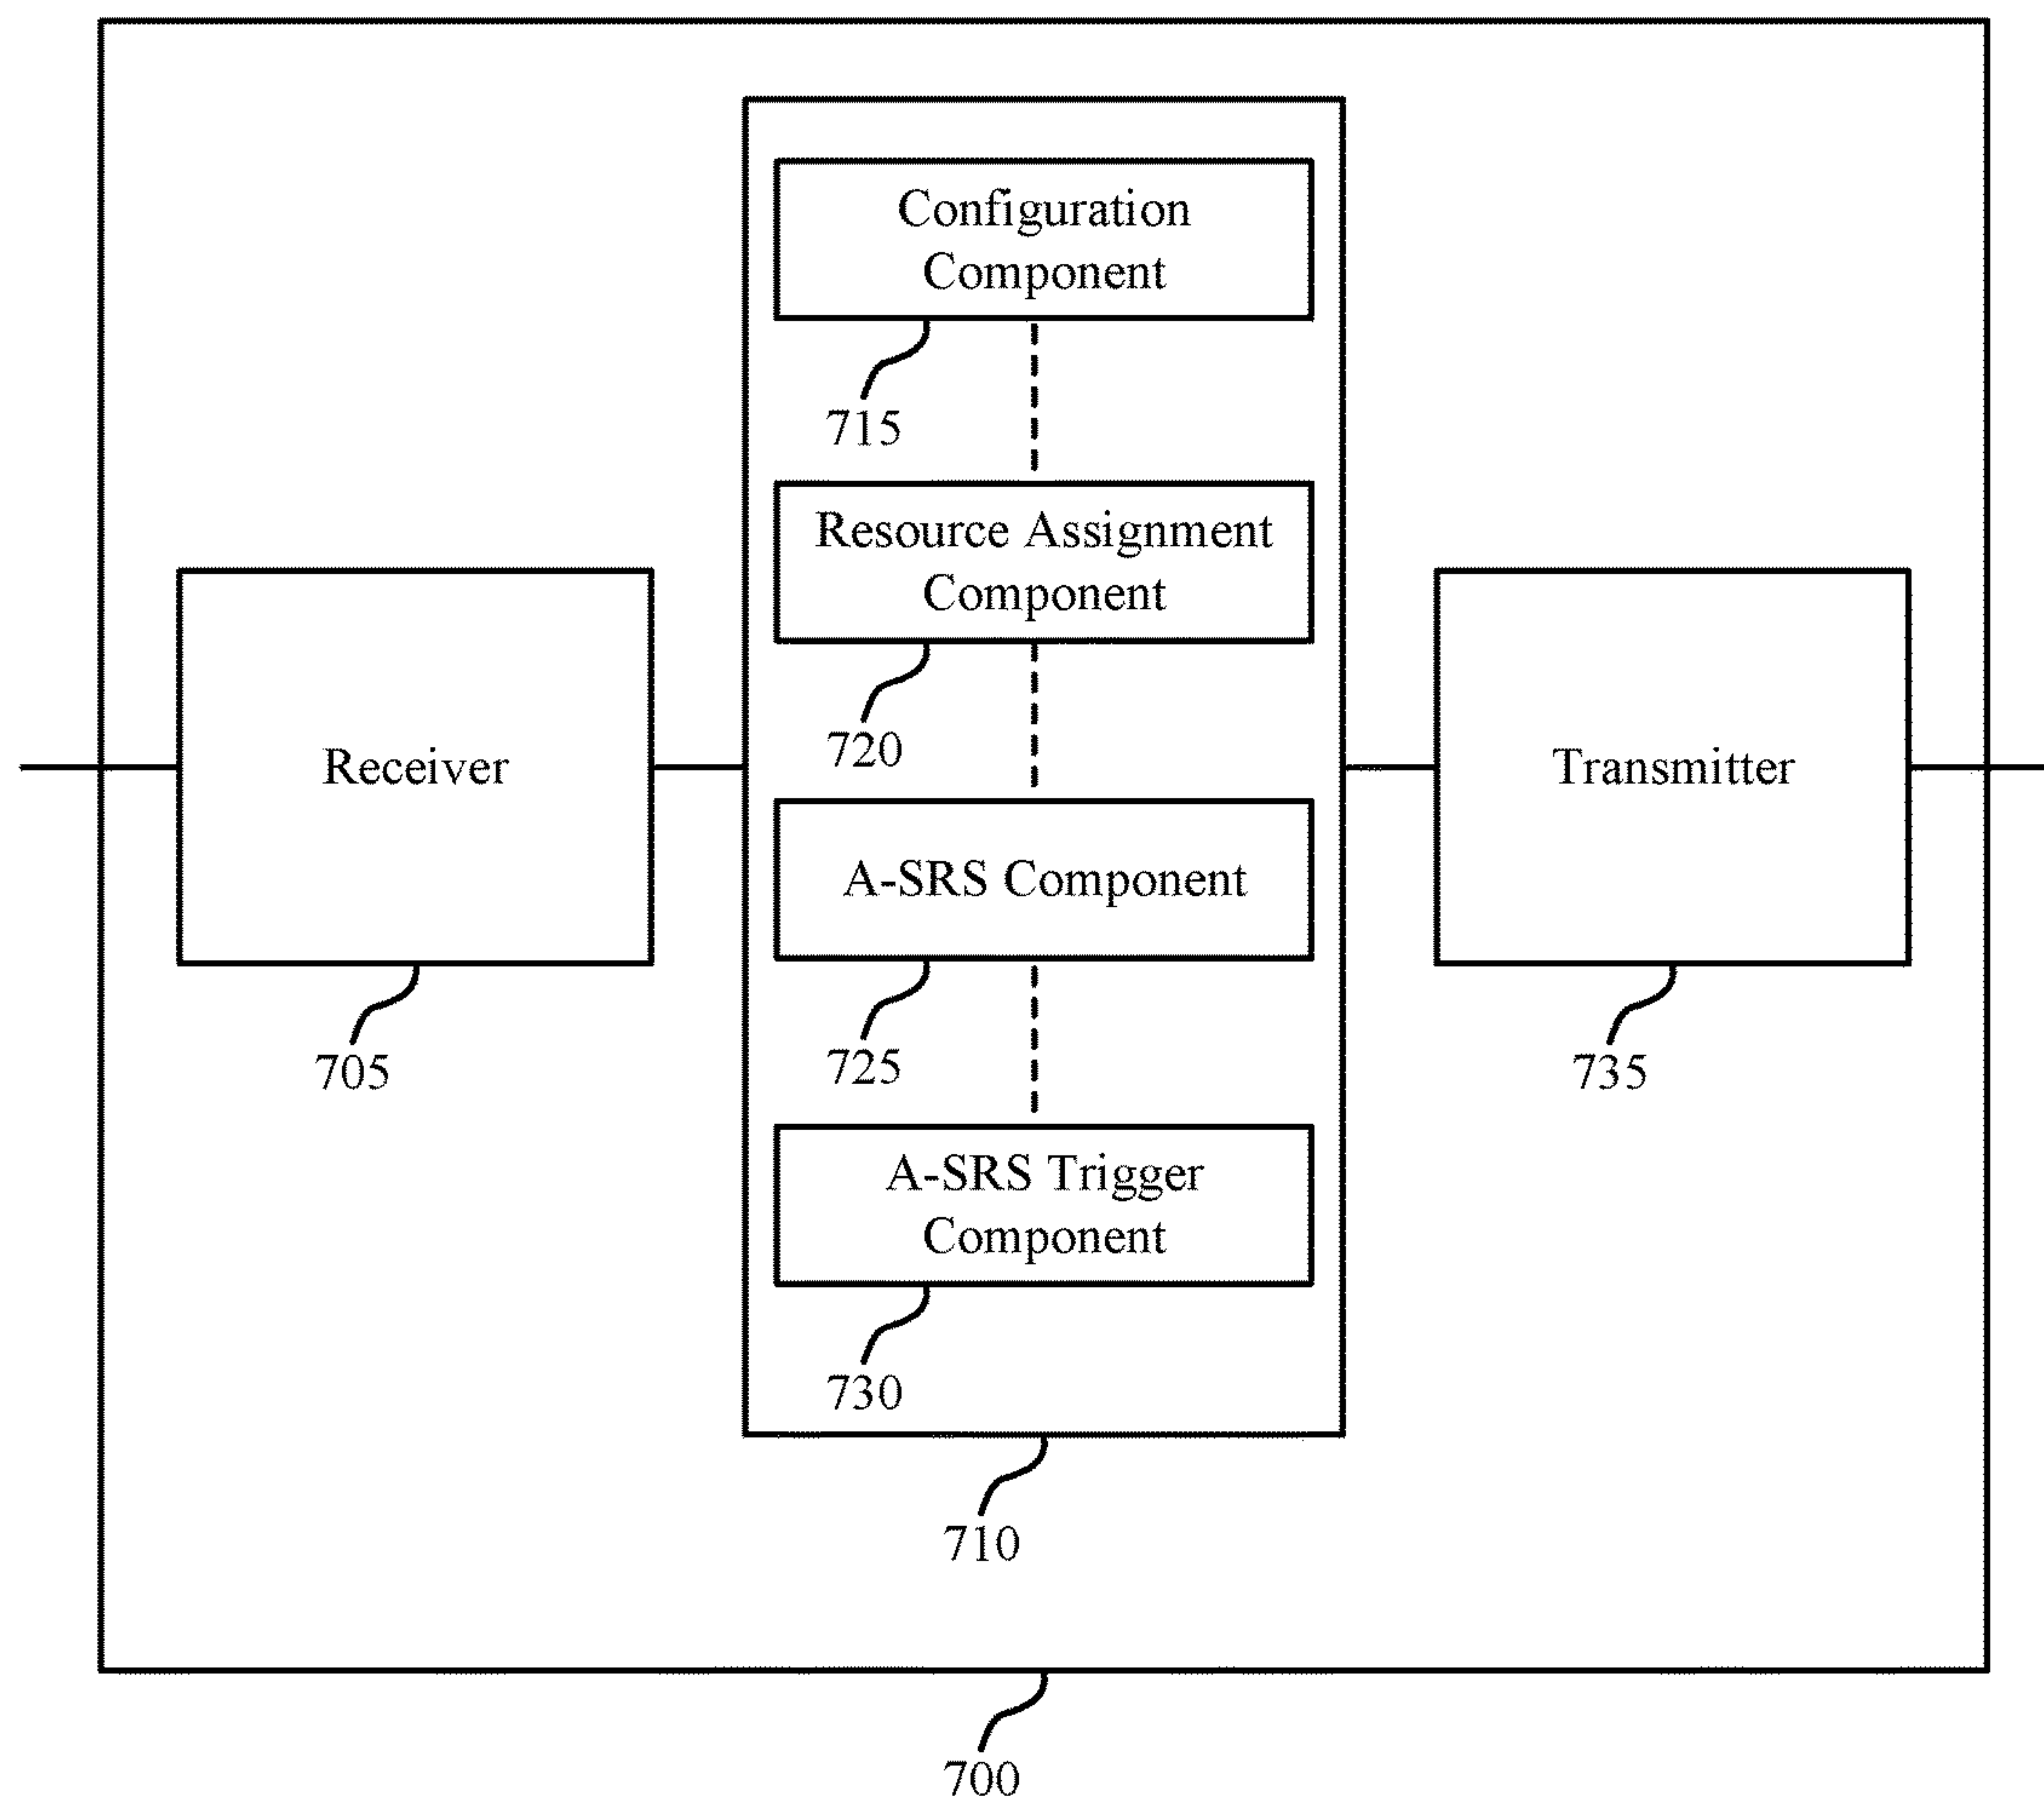 Configuration
Component
715
Resource Assignment
Component
720
Receiver
705
A-SRS Component
725
A-SRS Trigger
Component
730
Transmitter
735
710
700